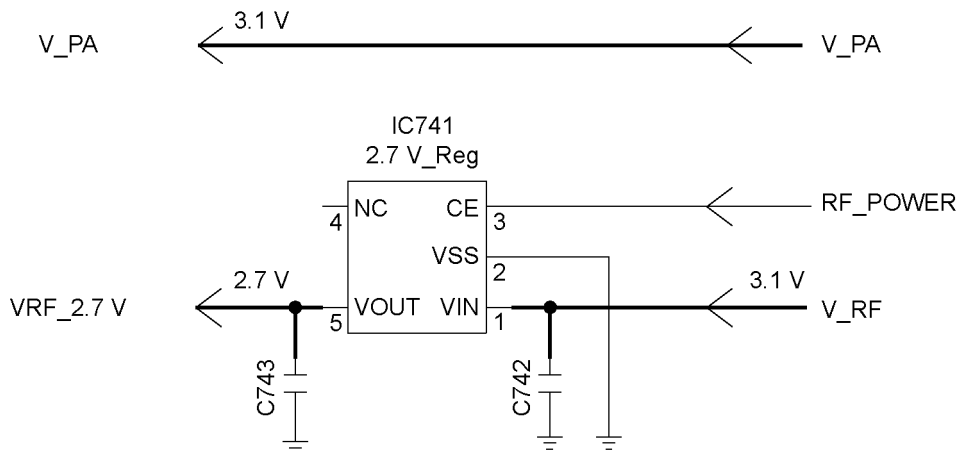 3.1 V
V_PA
V_PA
IC741
2.7 V_Reg
NC
CE
RF_POWER
4
3
VSS
2
2.7 V
3.1 V
VRF_2.7 V
VOUT
VIN
V_RF
5
1
C743
C742